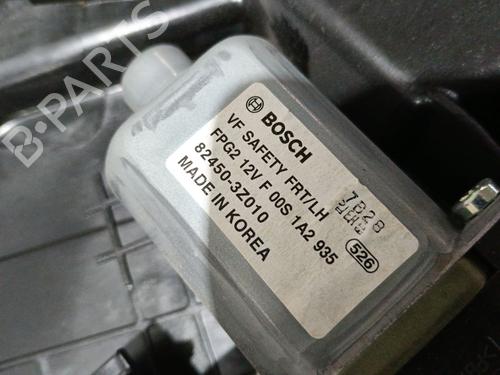 BOSCH
VF SAFETY FRT/LH
FPG2 12V F 00S 1A2 935
82450-3Z010
MADE IN KOREA
7B28
526
B-PARTS